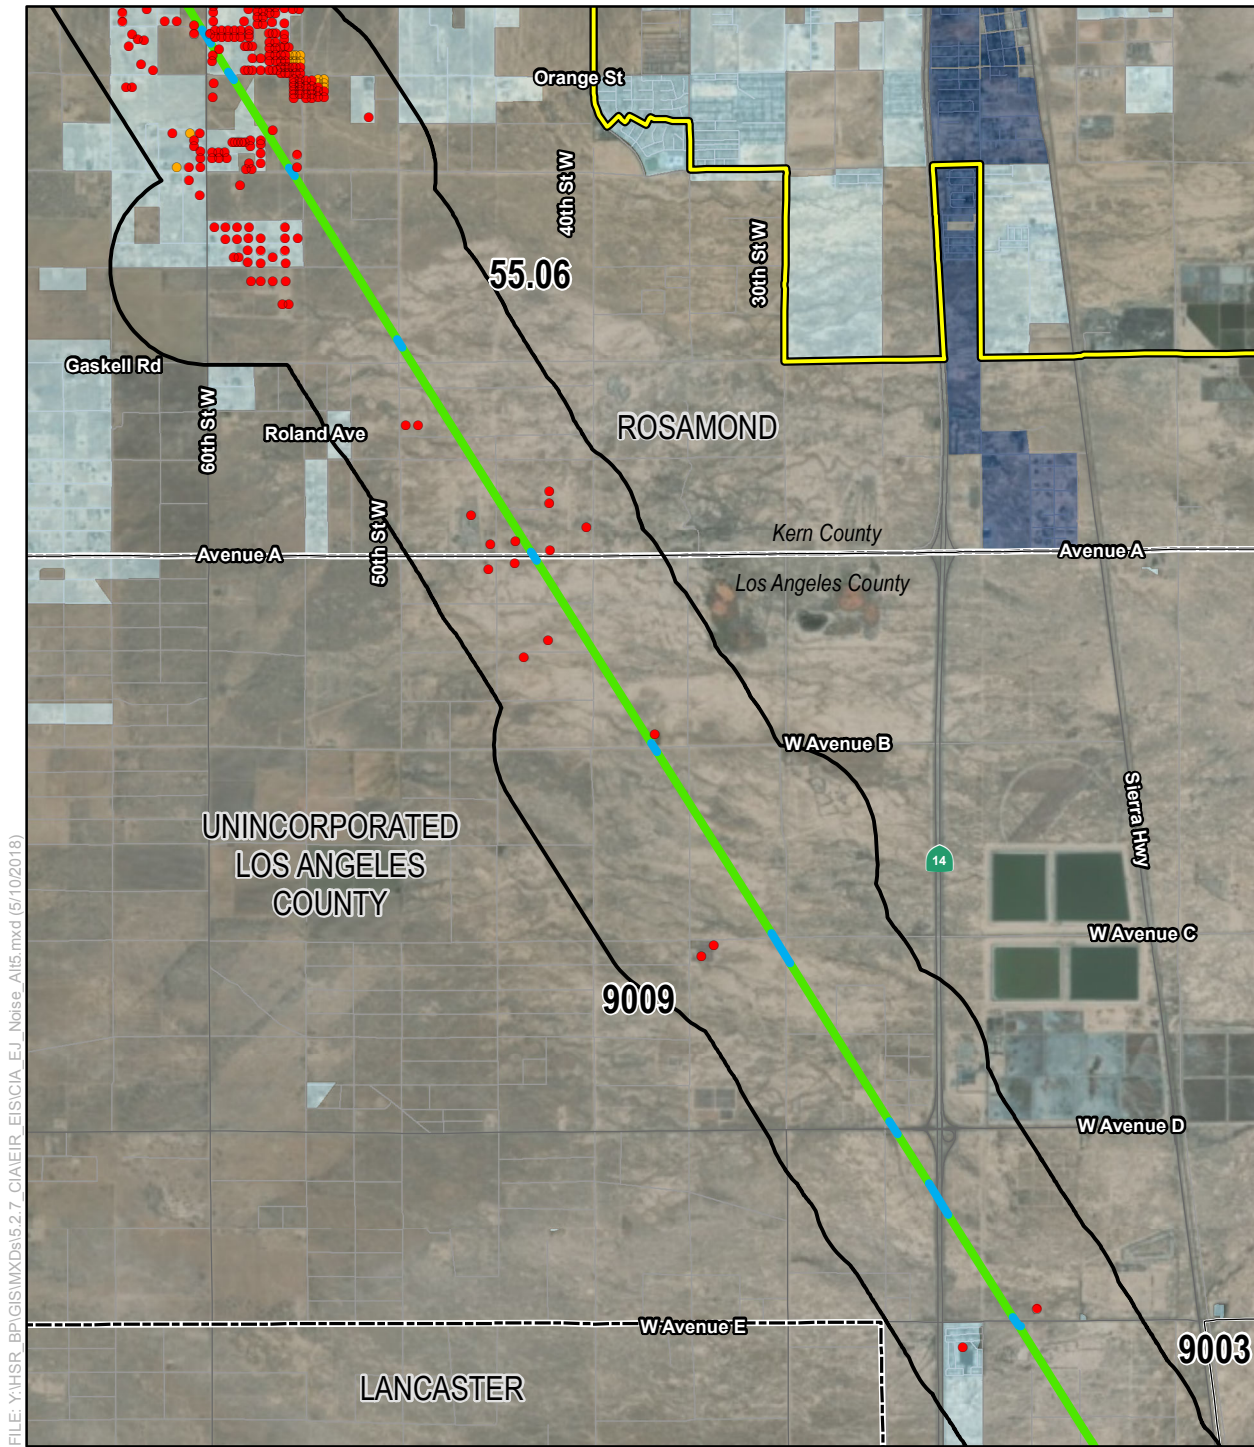 Orange St
40th St W
55.06
30th St W
Gaskell Rd
60th St W
Roland Ave
ROSAMOND
50th St W
Kern County
Avenue A
Avenue A
Los Angeles County
W Avenue B
Sierra Hwy
UNINCORPORATED
LOS ANGELES
COUNTY
14
W Avenue C
9009
W Avenue D
W Avenue E
9003
LANCASTER
FILE: Y:\HSR_BP\GIS\MXDs\5.2.7_CIA\EIR_EIS\CIA_EJ_Noise_Alt5.mxd (5/10/2018)